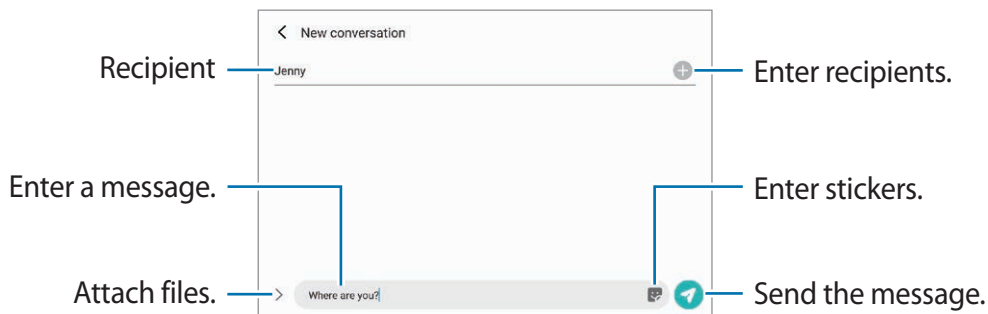 New conversation
Recipient
Jenny
Enter recipients.
Enter a message.
Enter stickers.
Attach files.
Where are you?
Send the message.